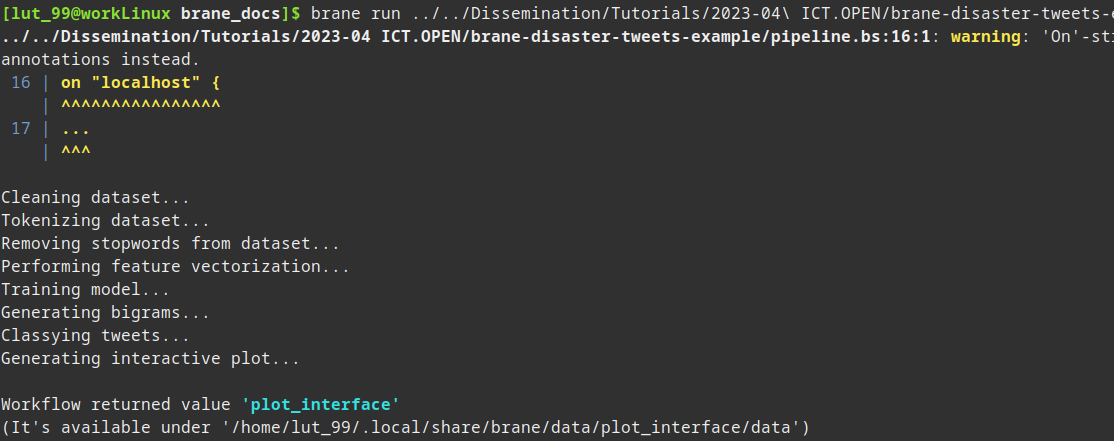 [lut_99@workLinux brane_docs]$ brane run ../../Dissemination/Tutorials/2023-04\ ICT.OPEN/brane-disaster-tweets-
../../Dissemination/Tutorials/2023-04 ICT.OPEN/brane-disaster-tweets-example/pipeline.bs:16:1: warning: 'On'-
annotations instead.
16 | on "localhost" {
| ^^^^^^^^^^^^^^^^
17 | ...
| ^^^
Cleaning dataset...
Tokenizing dataset...
Removing stopwords from dataset...
Performing feature vectorization...
Training model...
Generating bigrams...
Classying tweets...
Generating interactive plot...
Workflow returned value 'plot_interface'
(It's available under '/home/lut_99/.local/share/brane/data/plot_interface/data')